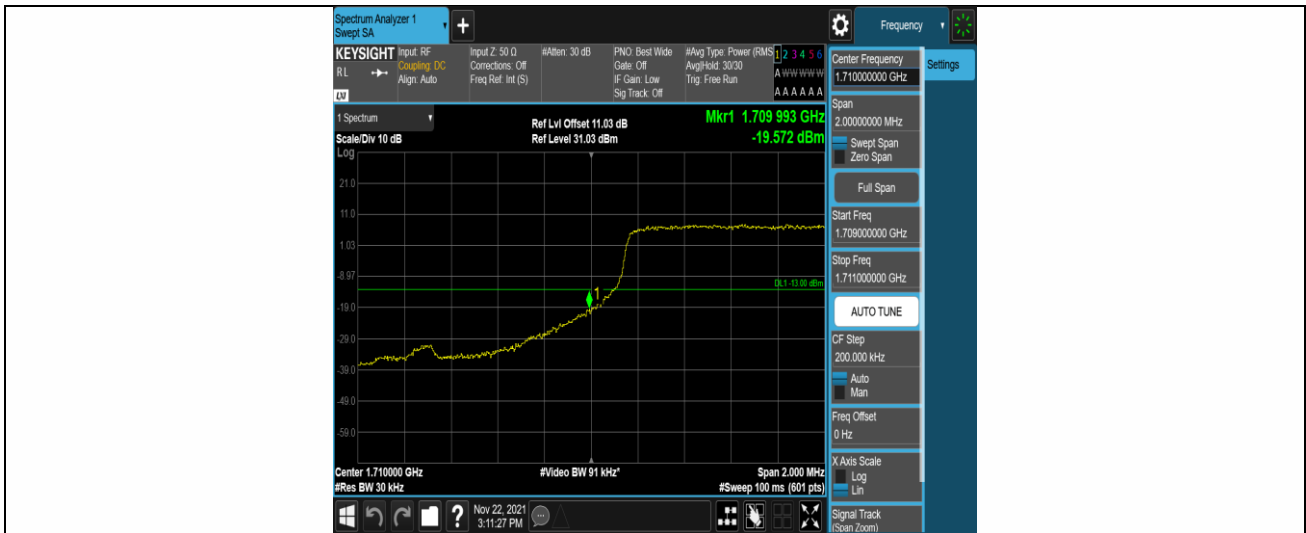 Spectrum Analyzer 1
Swept SA
Frequency
KEYSIGHT
RL
LXI
Input: RF
Coupling: DC
Align: Auto
Input Z: 50 Ω
Corrections: Off
Freq Ref: Int (S)
#Atten: 30 dB
PNO: Best Wide
Gate: Off
IF Gain: Low
Sig Track: Off
#Avg Type: Power (RMS
Avg|Hold: 30/30
Trig: Free Run
1 2 3 4 5 6
A W W W W W
A A A A A A
1 Spectrum
Scale/Div 10 dB
Log
Ref Lvl Offset 11.03 dB
Ref Level 31.03 dBm
Mkr1 1.709 993 GHz
-19.572 dBm
21.0
11.0
1.03
-8.97
-19.0
-29.0
-39.0
-49.0
-59.0
DL1 -13.00 dBm
1
Center 1.710000 GHz
#Res BW 30 kHz
#Video BW 91 kHz*
Span 2.000 MHz
#Sweep 100 ms (601 pts)
Nov 22, 2021
3:11:27 PM
Center Frequency
1.710000000 GHz
Settings
Span
2.00000000 MHz
Swept Span
Zero Span
Full Span
Start Freq
1.709000000 GHz
Stop Freq
1.711000000 GHz
AUTO TUNE
CF Step
200.000 kHz
Auto
Man
Freq Offset
0 Hz
X Axis Scale
Log
Lin
Signal Track
(Span Zoom)